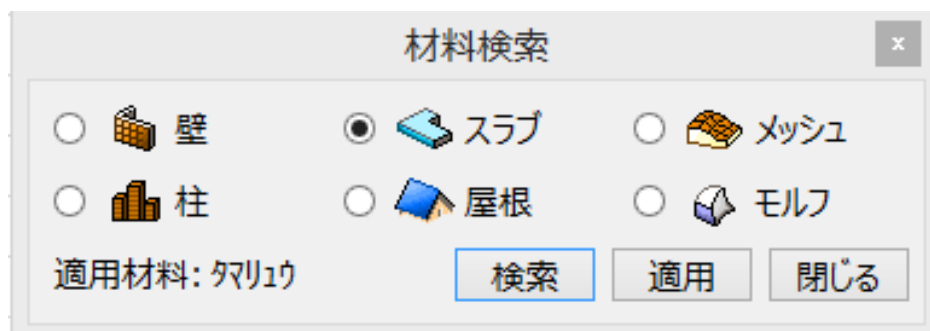 材料検索
x
壁 スラブ メッシュ
柱 屋根 モルフ
適用材料: ﾀﾏﾘｭｳ 検索 適用 閉じる